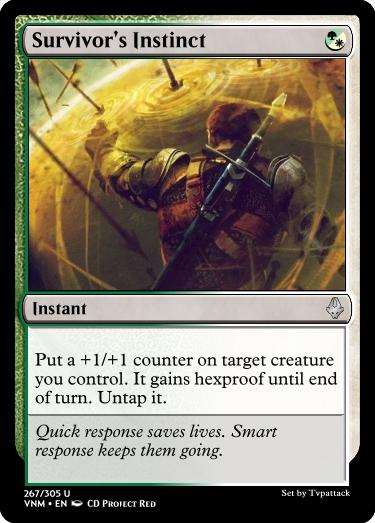 Survivor's Instinct
Instant
Put a +1/+1 counter on target creature
you control. It gains hexproof until end
of turn. Untap it.
Quick response saves lives. Smart
response keeps them going.
267/305 U
VNM • EN CD Project Red
Set by Tvpattack